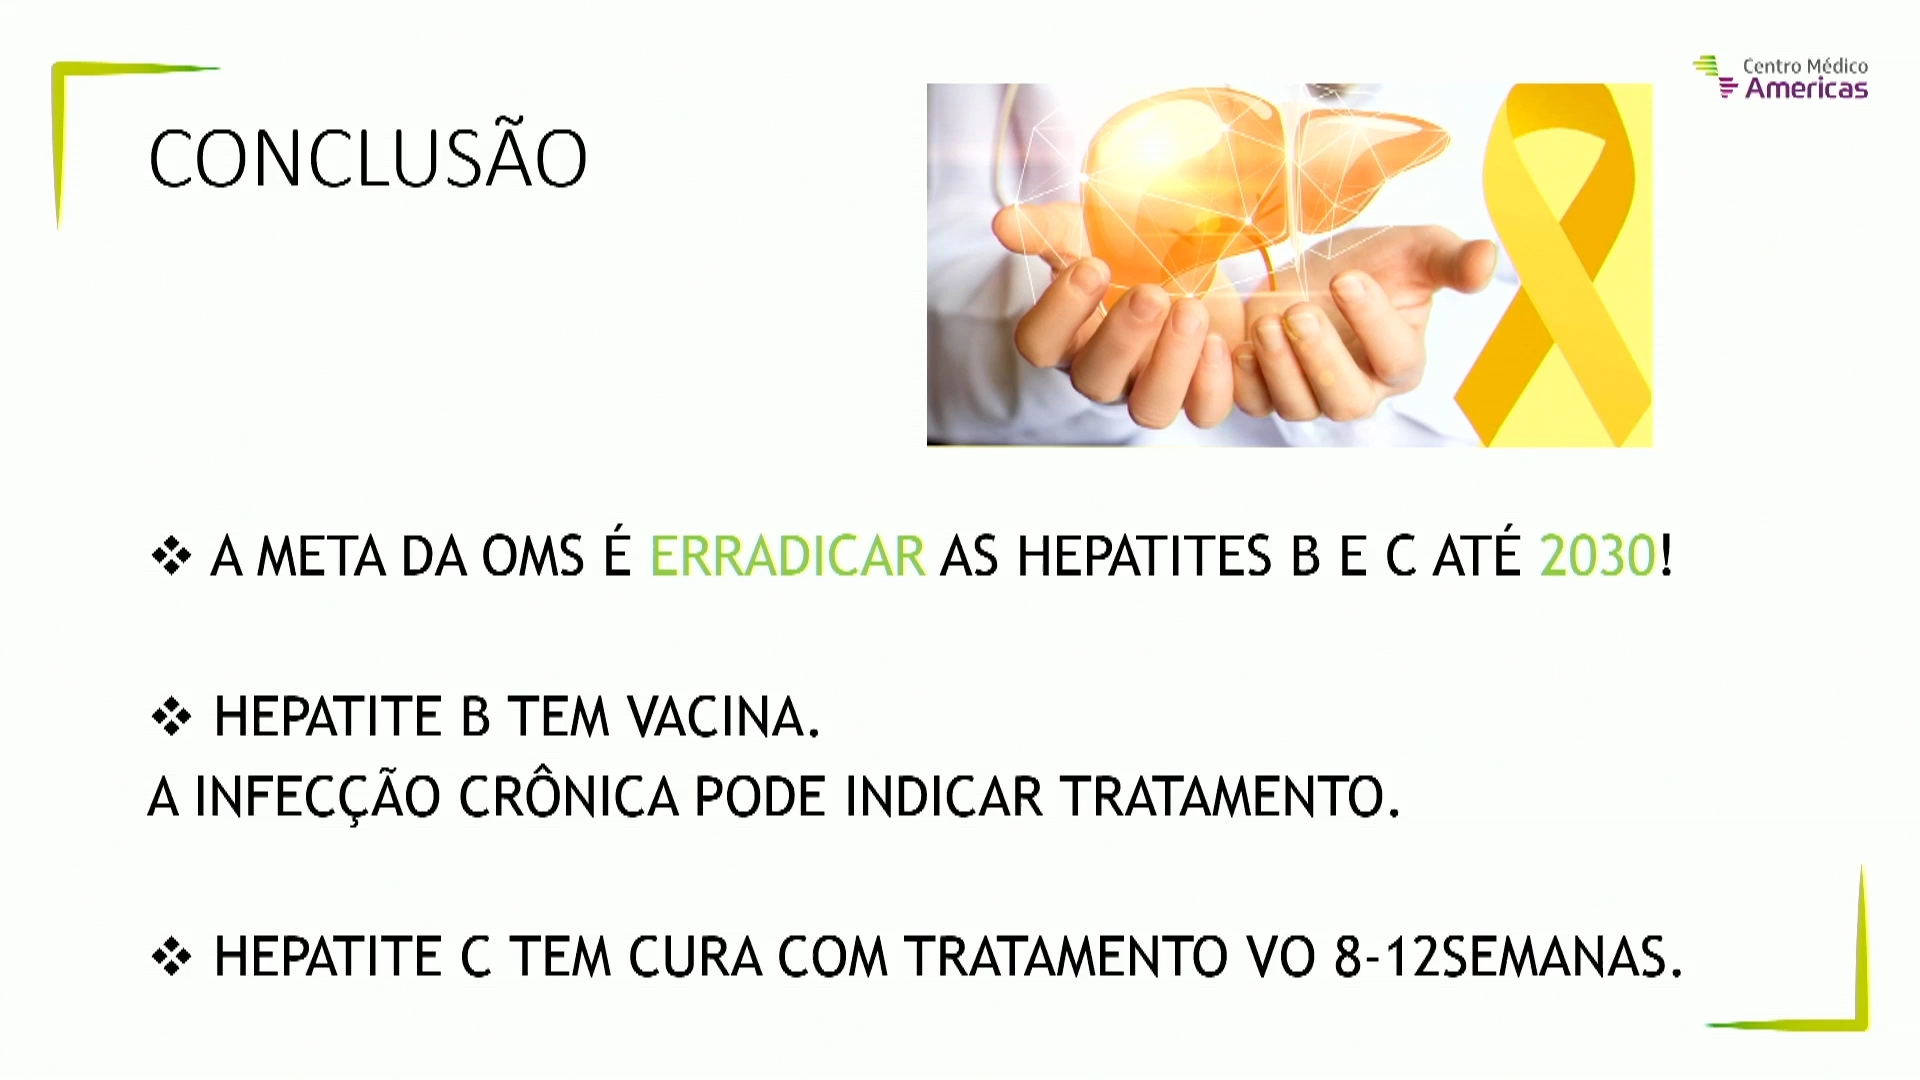 Centro Médico
Americas
CONCLUSÃO
❖ A META DA OMS É ERRADICAR AS HEPATITES B E C ATÉ 2030!
❖ HEPATITE B TEM VACINA.
A INFECÇÃO CRÔNICA PODE INDICAR TRATAMENTO.
❖ HEPATITE C TEM CURA COM TRATAMENTO VO 8-12SEMANAS.